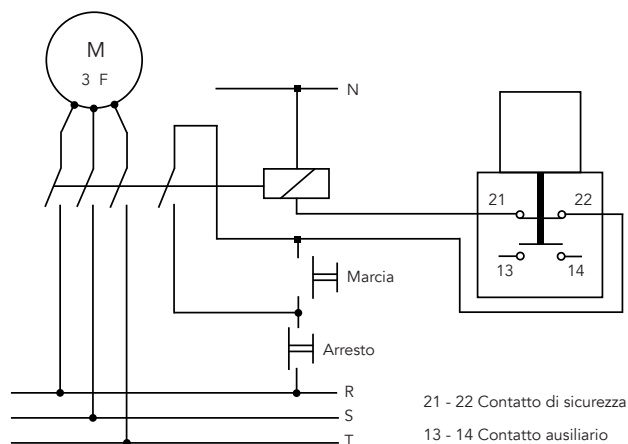 M
3 F
N
21
22
13
14
Marcia
Arresto
R
S
T
21 - 22 Contatto di sicurezza
13 - 14 Contatto ausiliario